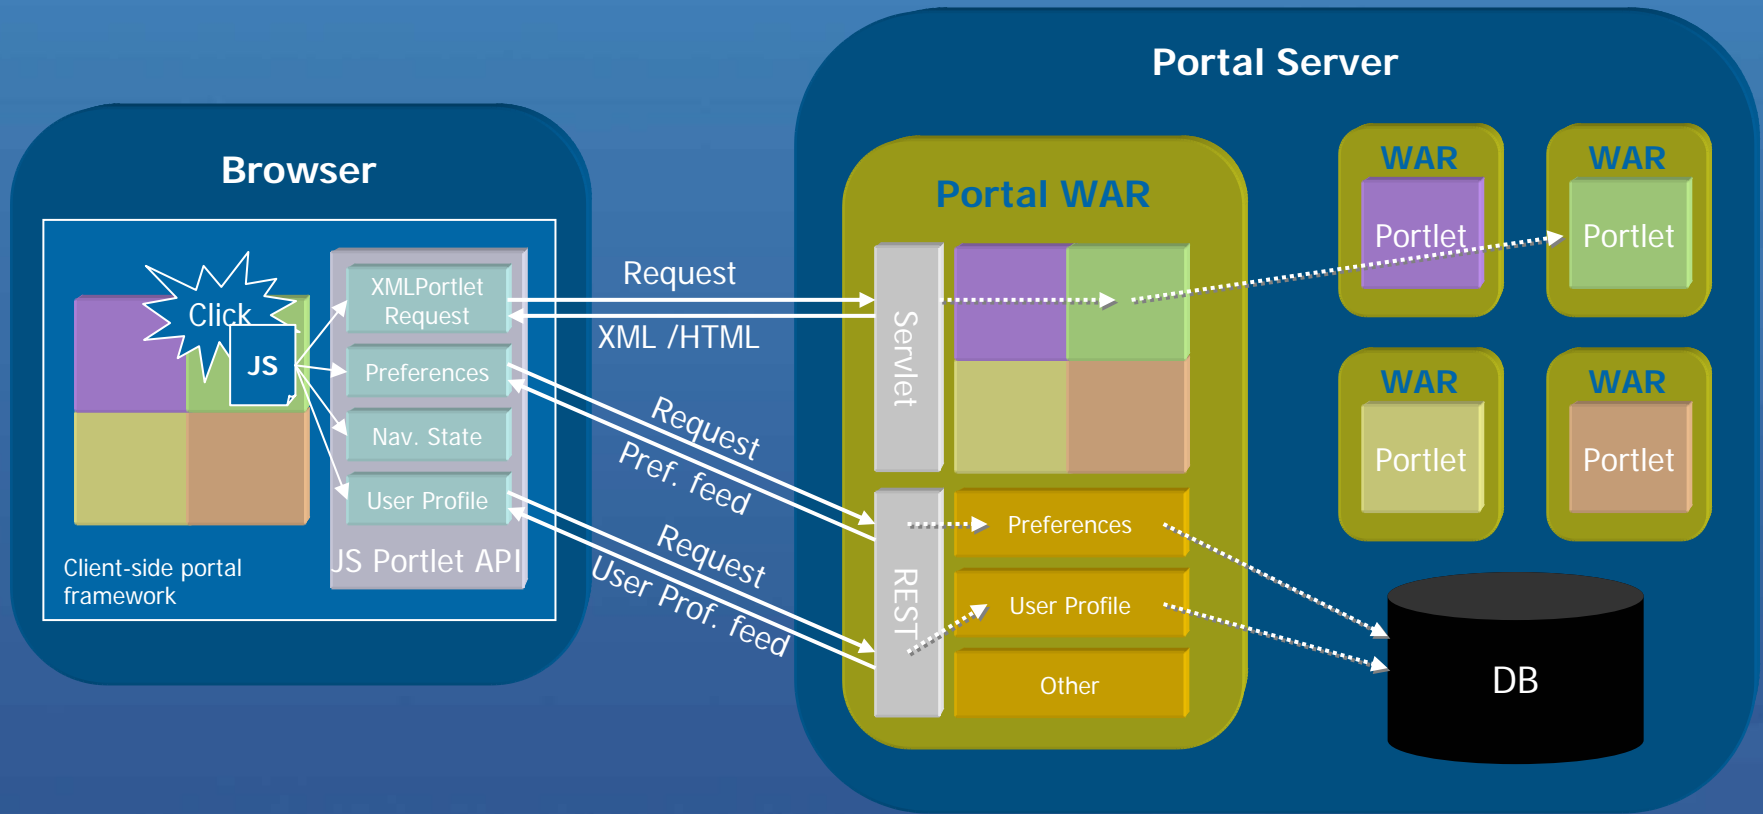 Portal Server
Browser
Click
JS
XMLPortlet
Request
Preferences
Nav. State
User Profile
JS Portlet API
Client-side portal
framework
Request
XML /HTML
Request
Pref. feed
Request
User Prof. feed
Portal WAR
Servlet
REST
Preferences
User Profile
Other
WAR
Portlet
WAR
Portlet
WAR
Portlet
WAR
Portlet
DB